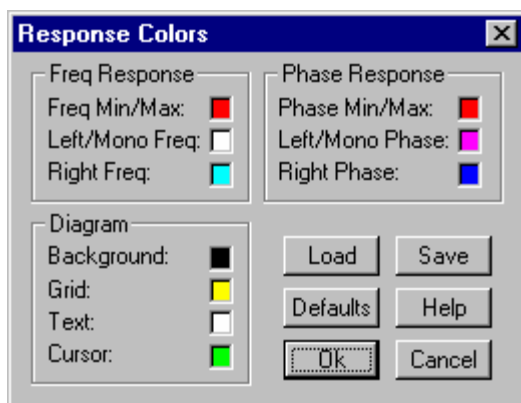 Response Colors
Freq Response
Freq Min/Max:
Left/Mono Freq:
Right Freq:
Phase Response
Phase Min/Max:
Left/Mono Phase:
Right Phase:
Diagram
Background:
Grid:
Text:
Cursor:
Load
Save
Defaults
Help
Ok
Cancel